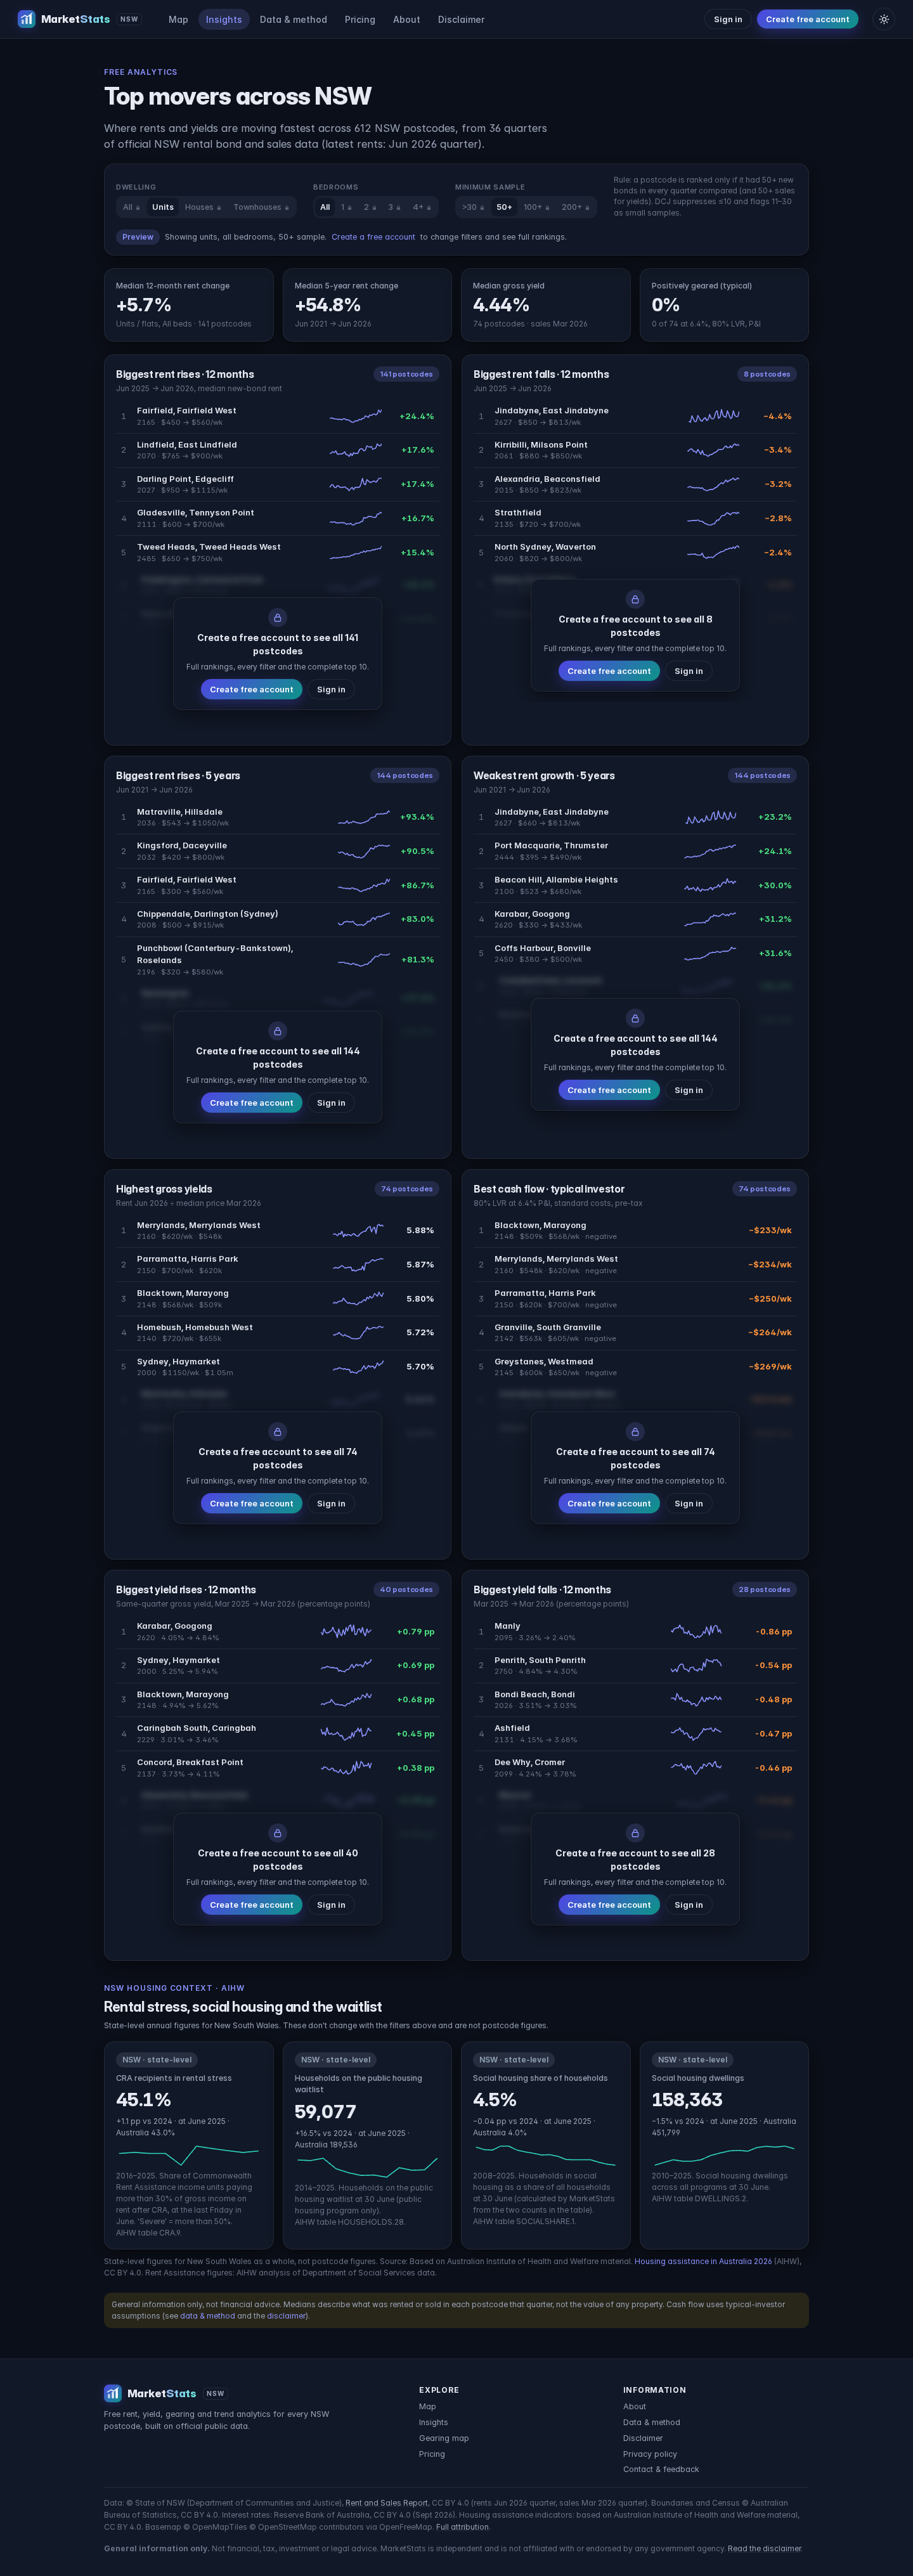 MarketStats NSW Map Insights Data & method Pricing About Disclaimer Sign in Create free account
FREE ANALYTICS
Top movers across NSW
Where rents and yields are moving fastest across 612 NSW postcodes, from 36 quarters
of official NSW rental bond and sales data (latest rents: Jun 2026 quarter).
DWELLING
All Units Houses Townhouses
BEDROOMS
All 1 2 3 4+
MINIMUM SAMPLE
>30 50+ 100+ 200+
Rule: a postcode is ranked only if it had 50+ new
bonds in every quarter compared (and 50+ sales
for yields). DCJ suppresses ≤10 and flags 11–30
as small samples.
Preview Showing units, all bedrooms, 50+ sample. Create a free account to change filters and see full rankings.
Median 12-month rent change
+5.7%
Units / flats, All beds · 141 postcodes
Median 5-year rent change
+54.8%
Jun 2021 → Jun 2026
Median gross yield
4.44%
74 postcodes · sales Mar 2026
Positively geared (typical)
0%
0 of 74 at 6.4%, 80% LVR, P&I
Biggest rent rises · 12 months 141 postcodes
Jun 2025 → Jun 2026, median new-bond rent
1 Fairfield, Fairfield West +24.4%
2165 · $450 → $560/wk
2 Lindfield, East Lindfield +17.6%
2070 · $765 → $900/wk
3 Darling Point, Edgecliff +17.4%
2027 · $950 → $1115/wk
4 Gladesville, Tennyson Point +16.7%
2111 · $600 → $700/wk
5 Tweed Heads, Tweed Heads West +15.4%
2485 · $650 → $750/wk
Create a free account to see all 141
postcodes
Full rankings, every filter and the complete top 10.
Create free account Sign in
Biggest rent falls · 12 months 8 postcodes
Jun 2025 → Jun 2026
1 Jindabyne, East Jindabyne −4.4%
2627 · $850 → $813/wk
2 Kirribilli, Milsons Point −3.4%
2061 · $880 → $850/wk
3 Alexandria, Beaconsfield −3.2%
2015 · $850 → $823/wk
4 Strathfield −2.8%
2135 · $720 → $700/wk
5 North Sydney, Waverton −2.4%
2060 · $820 → $800/wk
Create a free account to see all 8
postcodes
Full rankings, every filter and the complete top 10.
Create free account Sign in
Biggest rent rises · 5 years 144 postcodes
Jun 2021 → Jun 2026
1 Matraville, Hillsdale +93.4%
2036 · $543 → $1050/wk
2 Kingsford, Daceyville +90.5%
2032 · $420 → $800/wk
3 Fairfield, Fairfield West +86.7%
2165 · $300 → $560/wk
4 Chippendale, Darlington (Sydney) +83.0%
2008 · $500 → $915/wk
5 Punchbowl (Canterbury-Bankstown),
Roselands +81.3%
2196 · $320 → $580/wk
Create a free account to see all 144
postcodes
Full rankings, every filter and the complete top 10.
Create free account Sign in
Weakest rent growth · 5 years 144 postcodes
Jun 2021 → Jun 2026
1 Jindabyne, East Jindabyne +23.2%
2627 · $660 → $813/wk
2 Port Macquarie, Thrumster +24.1%
2444 · $395 → $490/wk
3 Beacon Hill, Allambie Heights +30.0%
2100 · $523 → $680/wk
4 Karabar, Googong +31.2%
2620 · $330 → $433/wk
5 Coffs Harbour, Bonville +31.6%
2450 · $380 → $500/wk
Create a free account to see all 144
postcodes
Full rankings, every filter and the complete top 10.
Create free account Sign in
Highest gross yields 74 postcodes
Rent Jun 2026 ÷ median price Mar 2026
1 Merrylands, Merrylands West 5.88%
2160 · $620/wk · $548k
2 Parramatta, Harris Park 5.87%
2150 · $700/wk · $620k
3 Blacktown, Marayong 5.80%
2148 · $568/wk · $509k
4 Homebush, Homebush West 5.72%
2140 · $720/wk · $655k
5 Sydney, Haymarket 5.70%
2000 · $1150/wk · $1.05m
Create a free account to see all 74
postcodes
Full rankings, every filter and the complete top 10.
Create free account Sign in
Best cash flow · typical investor 74 postcodes
80% LVR at 6.4% P&I, standard costs, pre-tax
1 Blacktown, Marayong −$233/wk
2148 · $509k · $568/wk · negative
2 Merrylands, Merrylands West −$234/wk
2160 · $548k · $620/wk · negative
3 Parramatta, Harris Park −$250/wk
2150 · $620k · $700/wk · negative
4 Granville, South Granville −$264/wk
2142 · $563k · $605/wk · negative
5 Greystanes, Westmead −$269/wk
2145 · $600k · $650/wk · negative
Create a free account to see all 74
postcodes
Full rankings, every filter and the complete top 10.
Create free account Sign in
Biggest yield rises · 12 months 40 postcodes
Same-quarter gross yield, Mar 2025 → Mar 2026 (percentage points)
1 Karabar, Googong +0.79 pp
2620 · 4.05% → 4.84%
2 Sydney, Haymarket +0.69 pp
2000 · 5.25% → 5.94%
3 Blacktown, Marayong +0.68 pp
2148 · 4.94% → 5.62%
4 Caringbah South, Caringbah +0.45 pp
2229 · 3.01% → 3.46%
5 Concord, Breakfast Point +0.38 pp
2137 · 3.73% → 4.11%
Create a free account to see all 40
postcodes
Full rankings, every filter and the complete top 10.
Create free account Sign in
Biggest yield falls · 12 months 28 postcodes
Mar 2025 → Mar 2026 (percentage points)
1 Manly -0.86 pp
2095 · 3.26% → 2.40%
2 Penrith, South Penrith -0.54 pp
2750 · 4.84% → 4.30%
3 Bondi Beach, Bondi -0.48 pp
2026 · 3.51% → 3.03%
4 Ashfield -0.47 pp
2131 · 4.15% → 3.68%
5 Dee Why, Cromer -0.46 pp
2099 · 4.24% → 3.78%
Create a free account to see all 28
postcodes
Full rankings, every filter and the complete top 10.
Create free account Sign in
NSW HOUSING CONTEXT · AIHW
Rental stress, social housing and the waitlist
State-level annual figures for New South Wales. These don't change with the filters above and are not postcode figures.
NSW · state-level
CRA recipients in rental stress
45.1%
+1.1 pp vs 2024 · at June 2025 ·
Australia 43.0%
2016–2025. Share of Commonwealth
Rent Assistance income units paying
more than 30% of gross income on
rent after CRA, at the last Friday in
June. 'Severe' = more than 50%.
AIHW table CRA.9.
NSW · state-level
Households on the public housing
waitlist
59,077
+16.5% vs 2024 · at June 2025 ·
Australia 189,536
2014–2025. Households on the public
housing waitlist at 30 June (public
housing program only).
AIHW table HOUSEHOLDS.28.
NSW · state-level
Social housing share of households
4.5%
−0.04 pp vs 2024 · at June 2025 ·
Australia 4.0%
2008–2025. Households in social
housing as a share of all households
at 30 June (calculated by MarketStats
from the two counts in the table).
AIHW table SOCIALSHARE.1.
NSW · state-level
Social housing dwellings
158,363
−1.5% vs 2024 · at June 2025 · Australia
451,799
2010–2025. Social housing dwellings
across all programs at 30 June.
AIHW table DWELLINGS.2.
State-level figures for New South Wales as a whole, not postcode figures. Source: Based on Australian Institute of Health and Welfare material. Housing assistance in Australia 2026 (AIHW),
CC BY 4.0. Rent Assistance figures: AIHW analysis of Department of Social Services data.
General information only, not financial advice. Medians describe what was rented or sold in each postcode that quarter, not the value of any property. Cash flow uses typical-investor
assumptions (see data & method and the disclaimer).
MarketStats NSW
Free rent, yield, gearing and trend analytics for every NSW
postcode, built on official public data.
EXPLORE
Map
Insights
Gearing map
Pricing
INFORMATION
About
Data & method
Disclaimer
Privacy policy
Contact & feedback
Data: © State of NSW (Department of Communities and Justice), Rent and Sales Report, CC BY 4.0 (rents Jun 2026 quarter, sales Mar 2026 quarter). Boundaries and Census © Australian
Bureau of Statistics, CC BY 4.0. Interest rates: Reserve Bank of Australia, CC BY 4.0 (Sept 2026). Housing assistance indicators: based on Australian Institute of Health and Welfare material,
CC BY 4.0. Basemap © OpenMapTiles © OpenStreetMap contributors via OpenFreeMap. Full attribution.
General information only. Not financial, tax, investment or legal advice. MarketStats is independent and is not affiliated with or endorsed by any government agency. Read the disclaimer.